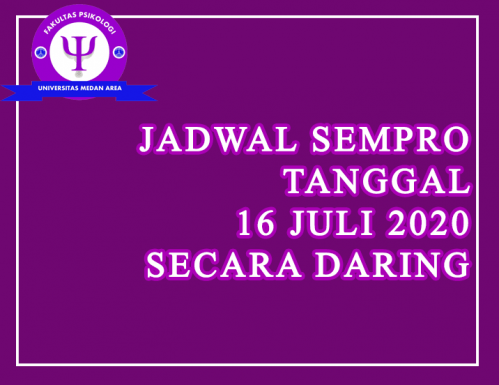 FAKULTAS PSIKOLOGI
Ψ
UNIVERSITAS MEDAN AREA
JADWAL SEMPRO
TANGGAL
16 JULI 2020
SECARA DARING